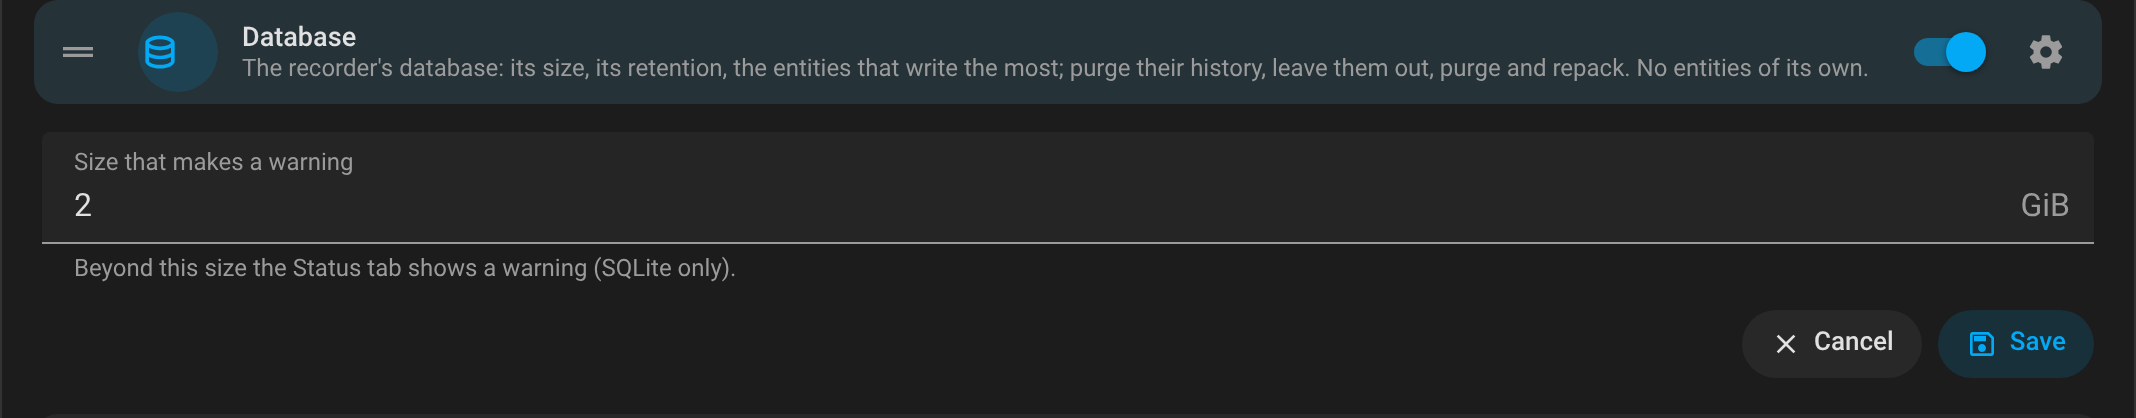 Database
The recorder's database: its size, its retention, the entities that write the most; purge their history, leave them out, purge and repack. No entities of its own.
Size that makes a warning
2 GiB
Beyond this size the Status tab shows a warning (SQLite only).
Cancel Save